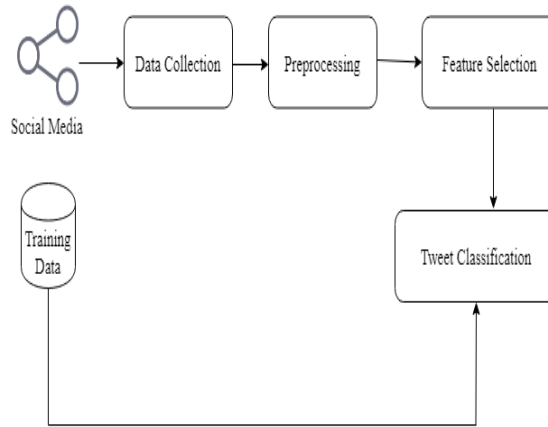 Data Collection
Preprocessing
Feature Selection
Social Media
Training
Data
Tweet Classification